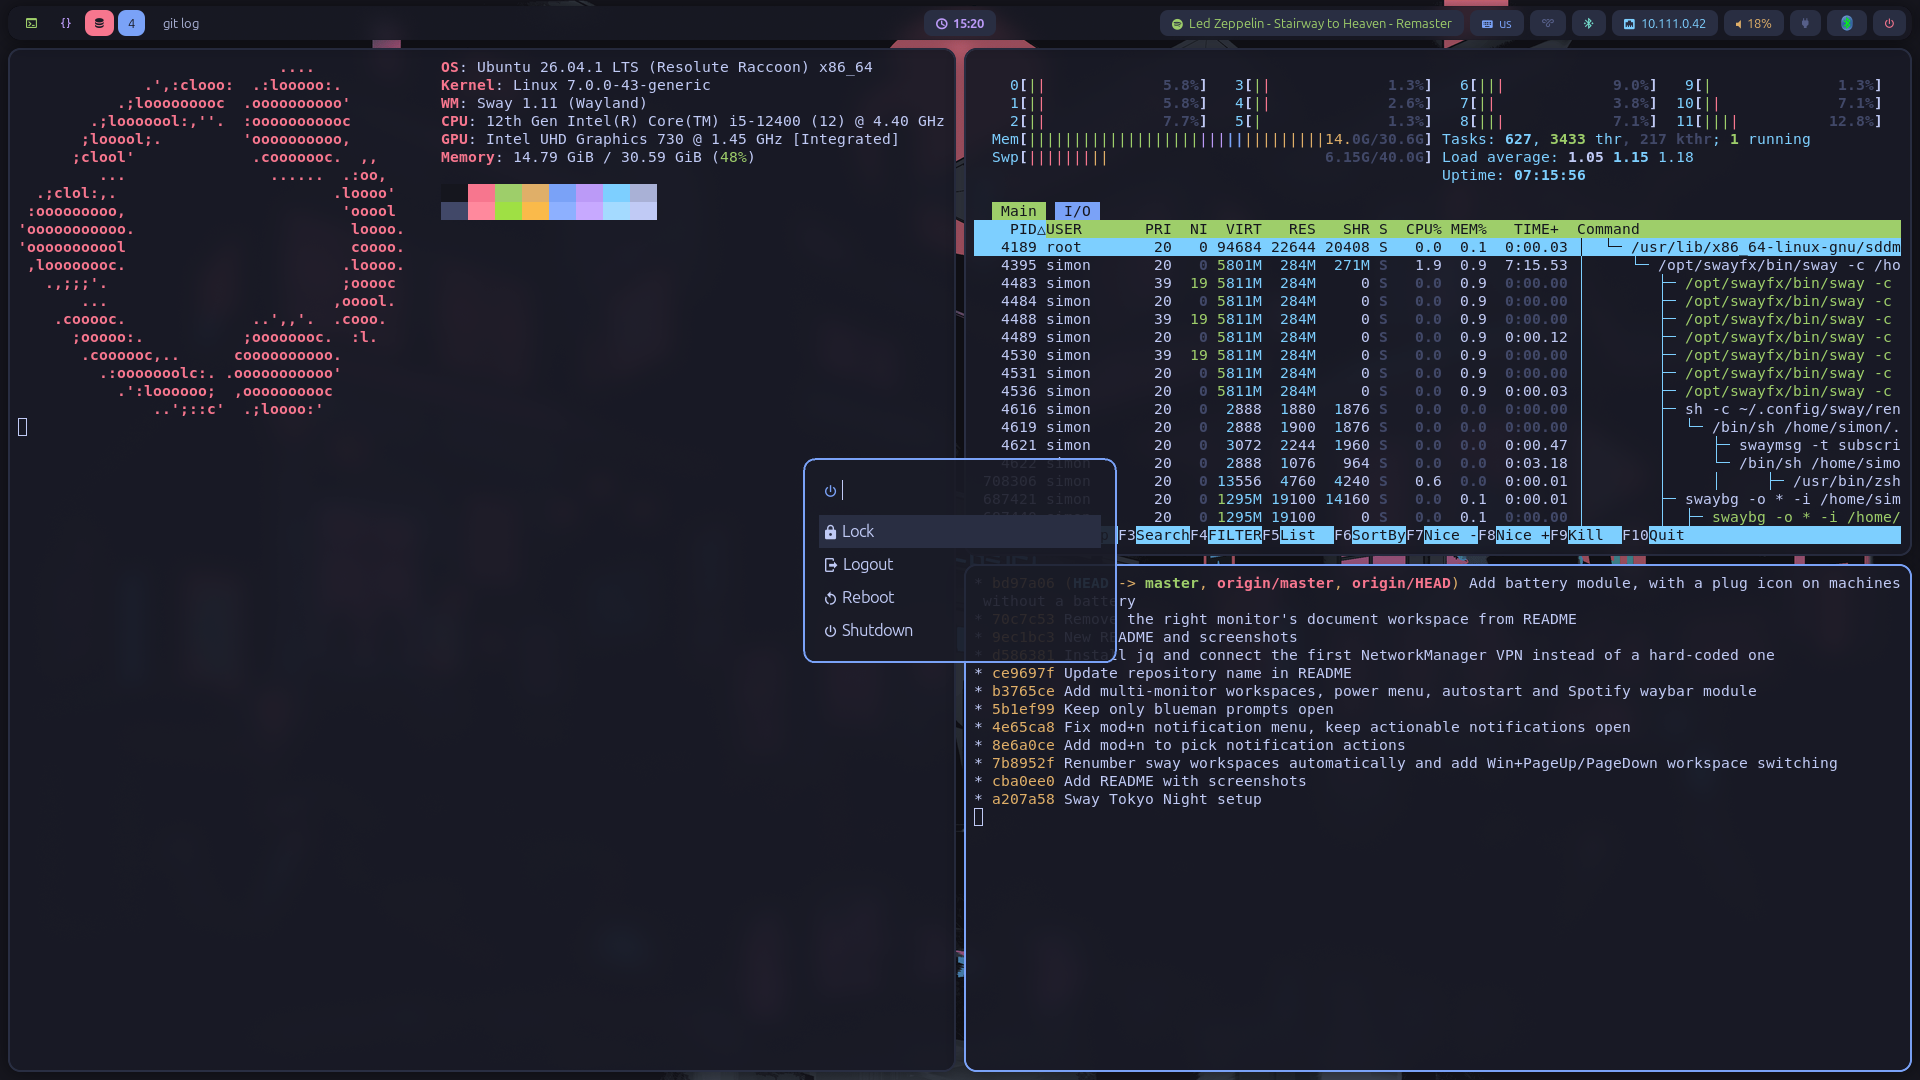 4
git log
15:20
Led Zeppelin - Stairway to Heaven - Remaster
us
10.111.0.42
18%
OS: Ubuntu 26.04.1 LTS (Resolute Raccoon) x86_64
Kernel: Linux 7.0.0-43-generic
WM: Sway 1.11 (Wayland)
CPU: 12th Gen Intel(R) Core(TM) i5-12400 (12) @ 4.40 GHz
GPU: Intel UHD Graphics 730 @ 1.45 GHz [Integrated]
Memory: 14.79 GiB / 30.59 GiB (48%)
0[|| 5.8%] 3[|| 1.3%] 6[||| 9.0%] 9[| 1.3%]
1[|| 5.8%] 4[|| 2.6%] 7[|| 3.8%] 10[|| 7.1%]
2[|| 7.7%] 5[| 1.3%] 8[||| 7.1%] 11[|||| 12.8%]
Mem[ 14.0G/30.6G] Tasks: 627, 3433 thr, 217 kthr; 1 running
Swp[||||||||| 6.15G/40.0G] Load average: 1.05 1.15 1.18
Uptime: 07:15:56
Main I/O
PID△USER PRI NI VIRT RES SHR S CPU% MEM% TIME+ Command
4189 root 20 0 94684 22644 20408 S 0.0 0.1 0:00.03 │ └─ /usr/lib/x86_64-linux-gnu/sddm
4395 simon 20 0 5801M 284M 271M S 1.9 0.9 7:15.53 │ └─ /opt/swayfx/bin/sway -c /ho
4483 simon 39 19 5811M 284M 0 S 0.0 0.9 0:00.00 │ ├─ /opt/swayfx/bin/sway -c
4484 simon 20 0 5811M 284M 0 S 0.0 0.9 0:00.00 │ ├─ /opt/swayfx/bin/sway -c
4488 simon 39 19 5811M 284M 0 S 0.0 0.9 0:00.00 │ ├─ /opt/swayfx/bin/sway -c
4489 simon 20 0 5811M 284M 0 S 0.0 0.9 0:00.12 │ ├─ /opt/swayfx/bin/sway -c
4530 simon 39 19 5811M 284M 0 S 0.0 0.9 0:00.00 │ ├─ /opt/swayfx/bin/sway -c
4531 simon 20 0 5811M 284M 0 S 0.0 0.9 0:00.00 │ ├─ /opt/swayfx/bin/sway -c
4536 simon 20 0 5811M 284M 0 S 0.0 0.9 0:00.03 │ ├─ /opt/swayfx/bin/sway -c
4616 simon 20 0 2888 1880 1876 S 0.0 0.0 0:00.00 │ ├─ sh -c ~/.config/sway/ren
4619 simon 20 0 2888 1900 1876 S 0.0 0.0 0:00.00 │ │ └─ /bin/sh /home/simon/.
4621 simon 20 0 3072 2244 1960 S 0.0 0.0 0:00.47 │ │ ├─ swaymsg -t subscri
4622 simon 20 0 2888 1076 964 S 0.0 0.0 0:03.18 │ │ └─ /bin/sh /home/simo
708306 simon 20 0 13556 4760 4240 S 0.6 0.0 0:00.01 │ │ │ ├─ /usr/bin/zsh
687421 simon 20 0 1295M 19100 14160 S 0.0 0.1 0:00.01 │ ├─ swaybg -o * -i /home/sim
simon 20 0 1295M 19100 0 S 0.0 0.1 0:00.00 │ │ ├─ swaybg -o * -i /home/
F3Search F4FILTER F5List F6SortBy F7Nice - F8Nice + F9Kill F10Quit
Lock
Logout
Reboot
Shutdown
* bd97a06 (HEAD -> master, origin/master, origin/HEAD) Add battery module, with a plug icon on machines
without a battery
* 70c7c53 Remove the right monitor's document workspace from README
* 9ec1bc3 New README and screenshots
* d586381 Install jq and connect the first NetworkManager VPN instead of a hard-coded one
* ce9697f Update repository name in README
* b3765ce Add multi-monitor workspaces, power menu, autostart and Spotify waybar module
* 5b1ef99 Keep only blueman prompts open
* 4e65ca8 Fix mod+n notification menu, keep actionable notifications open
* 8e6a0ce Add mod+n to pick notification actions
* 7b8952f Renumber sway workspaces automatically and add Win+PageUp/PageDown workspace switching
* cba0ee0 Add README with screenshots
* a207a58 Sway Tokyo Night setup